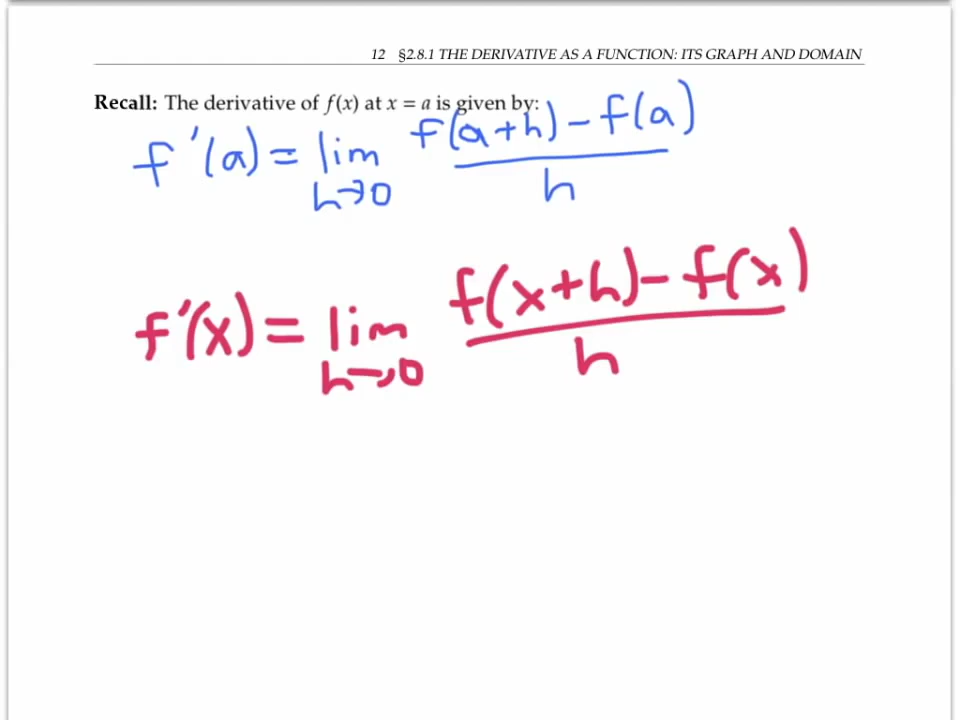 12 §2.8.1 THE DERIVATIVE AS A FUNCTION: ITS GRAPH AND DOMAIN
Recall: The derivative of f(x) at x = a is given by:
f'(a) = lim h→0 f(a+h) - f(a) / h
f'(x) = lim h→0 f(x+h) - f(x) / h